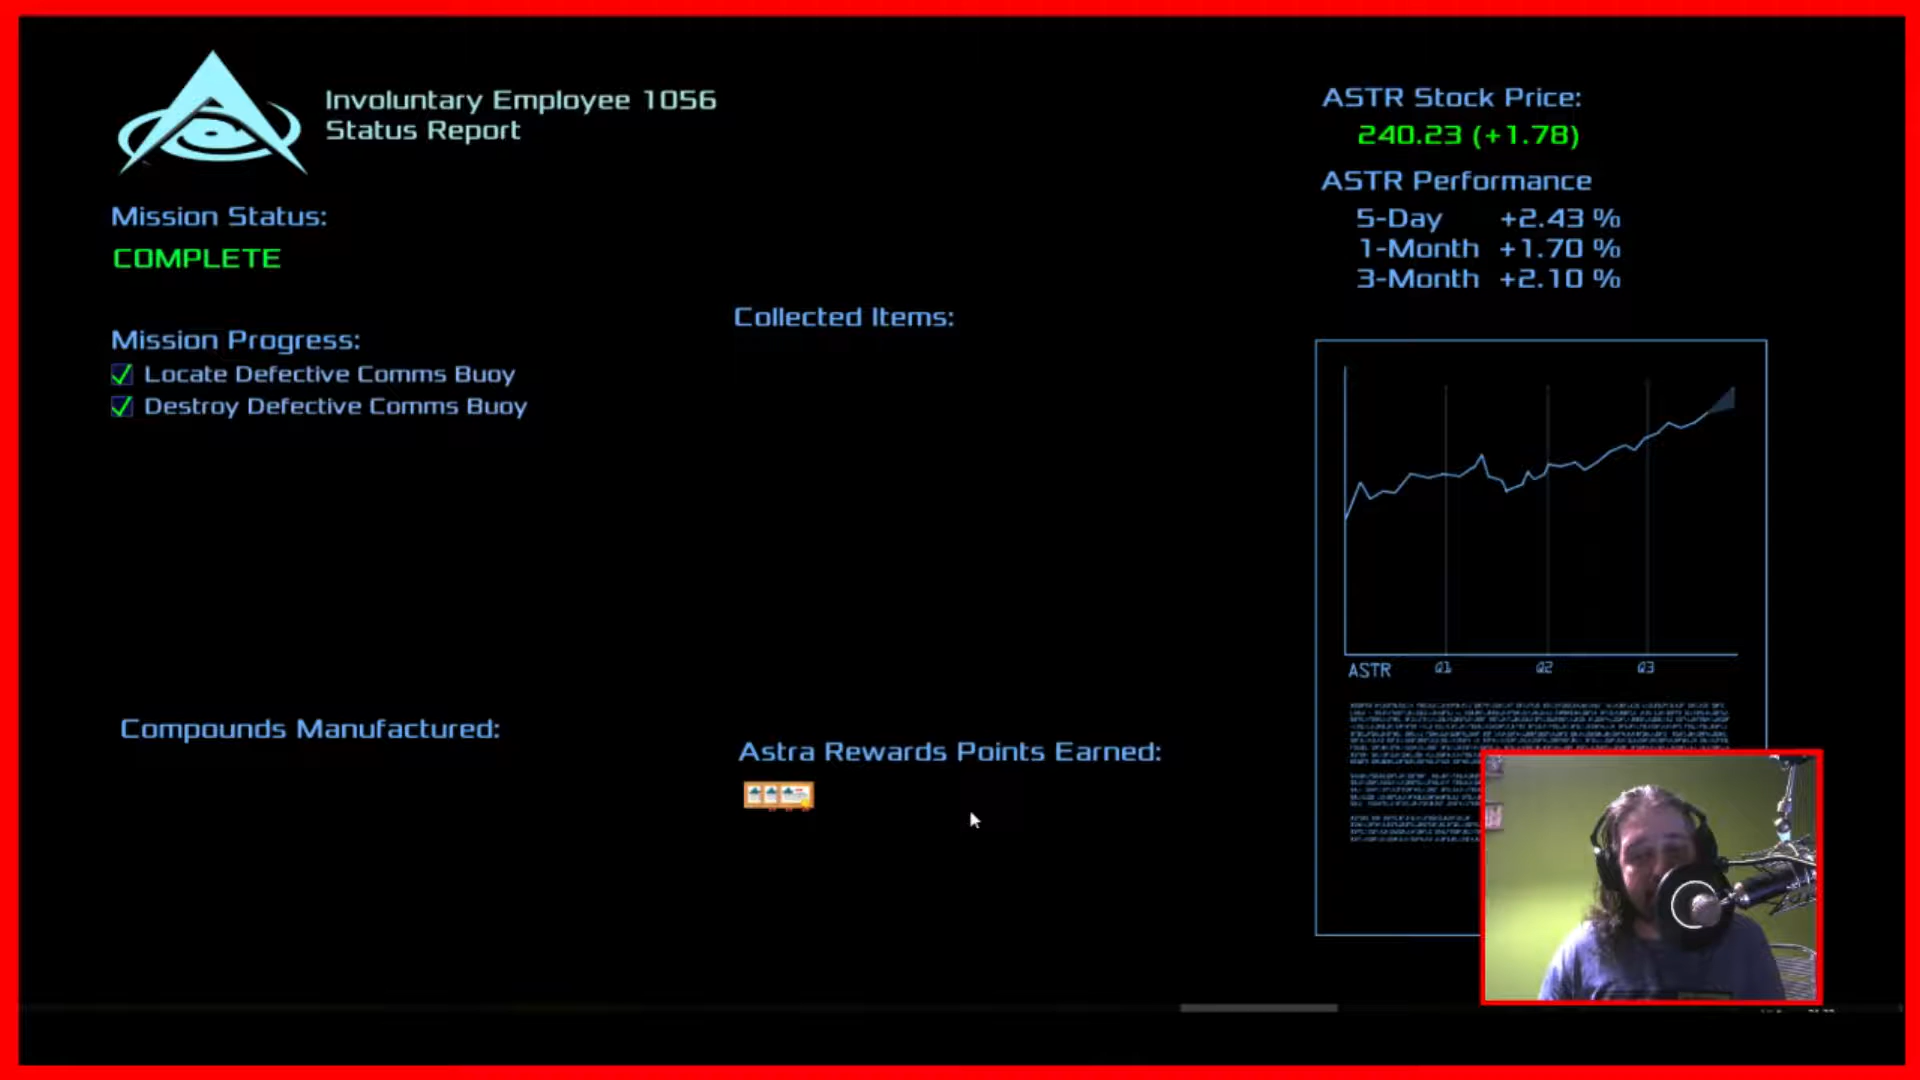 Involuntary Employee 1056
Status Report
Mission Status:
COMPLETE
Mission Progress:
Locate Defective Comms Buoy
Destroy Defective Comms Buoy
Collected Items:
Compounds Manufactured:
Astra Rewards Points Earned:
ASTR Stock Price:
240.23 (+1.78)
ASTR Performance
5-Day +2.43 %
1-Month +1.70 %
3-Month +2.10 %
ASTR Q1 Q2 Q3